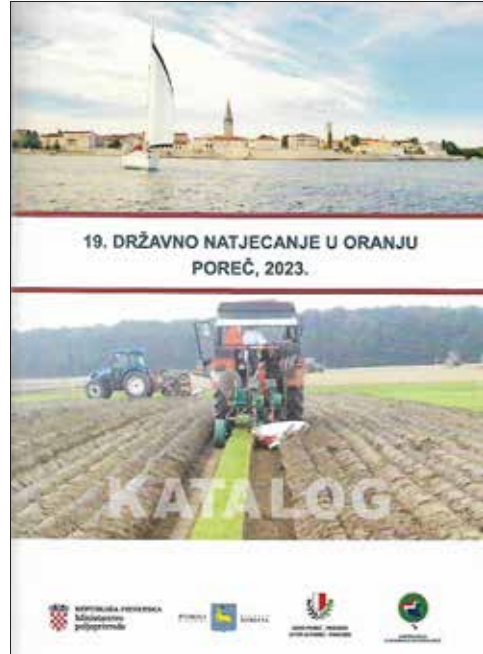 19. DRŽAVNO NATJECANJE U ORANJU
POREČ, 2023.
KATALOG
REPUBLIKA HRVATSKA
Ministarstvo
poljoprivrede